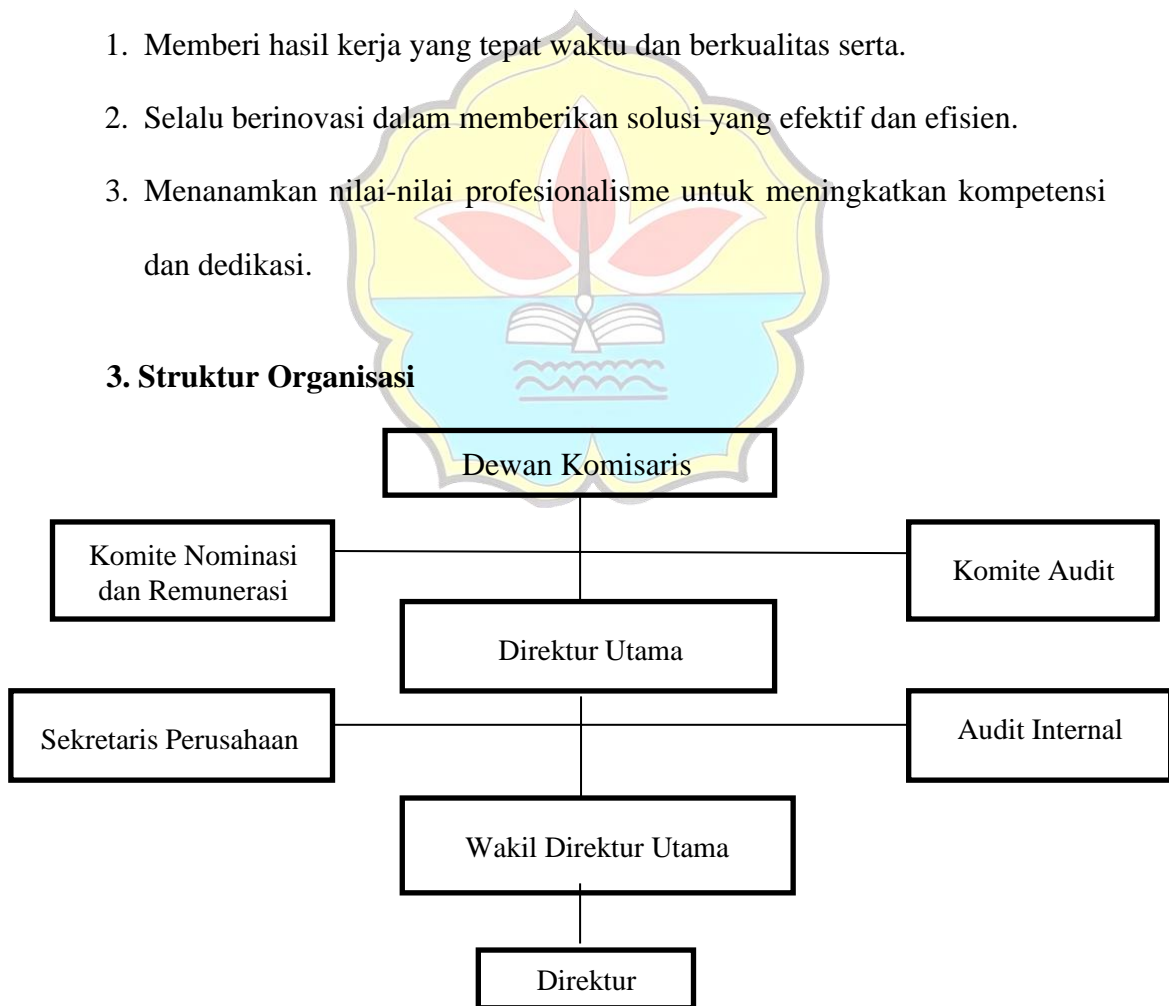 1. Memberi hasil kerja yang tepat waktu dan berkualitas serta.
2. Selalu berinovasi dalam memberikan solusi yang efektif dan efisien.
3. Menanamkan nilai-nilai profesionalisme untuk meningkatkan kompetensi
dan dedikasi.
3. Struktur Organisasi
Dewan Komisaris
Komite Nominasi
dan Remunerasi
Komite Audit
Direktur Utama
Sekretaris Perusahaan
Audit Internal
Wakil Direktur Utama
Direktur